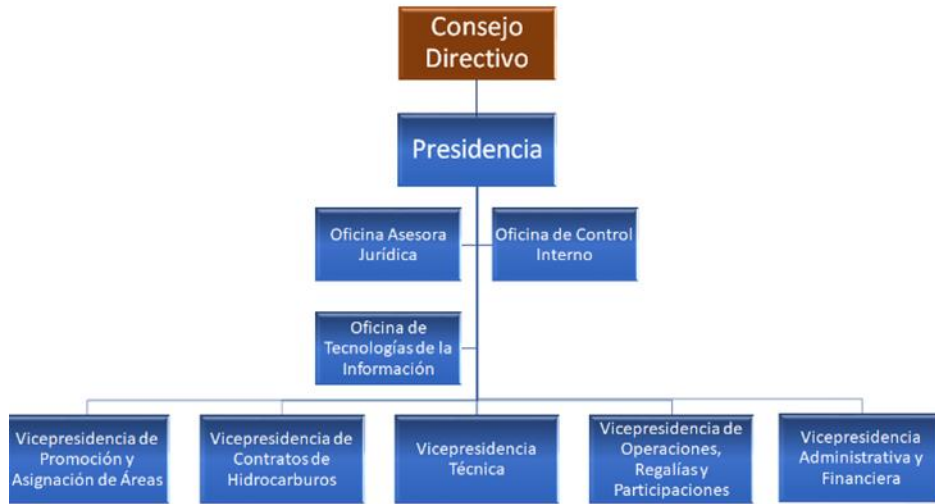 Consejo
Directivo
Presidencia
Oficina Asesora
Jurídica
Oficina de Control
Interno
Oficina de
Tecnologías de la
Información
Vicepresidencia de
Promoción y
Asignación de Áreas
Vicepresidencia de
Contratos de
Hidrocarburos
Vicepresidencia
Técnica
Vicepresidencia de
Operaciones,
Regalías y
Participaciones
Vicepresidencia
Administrativa y
Financiera